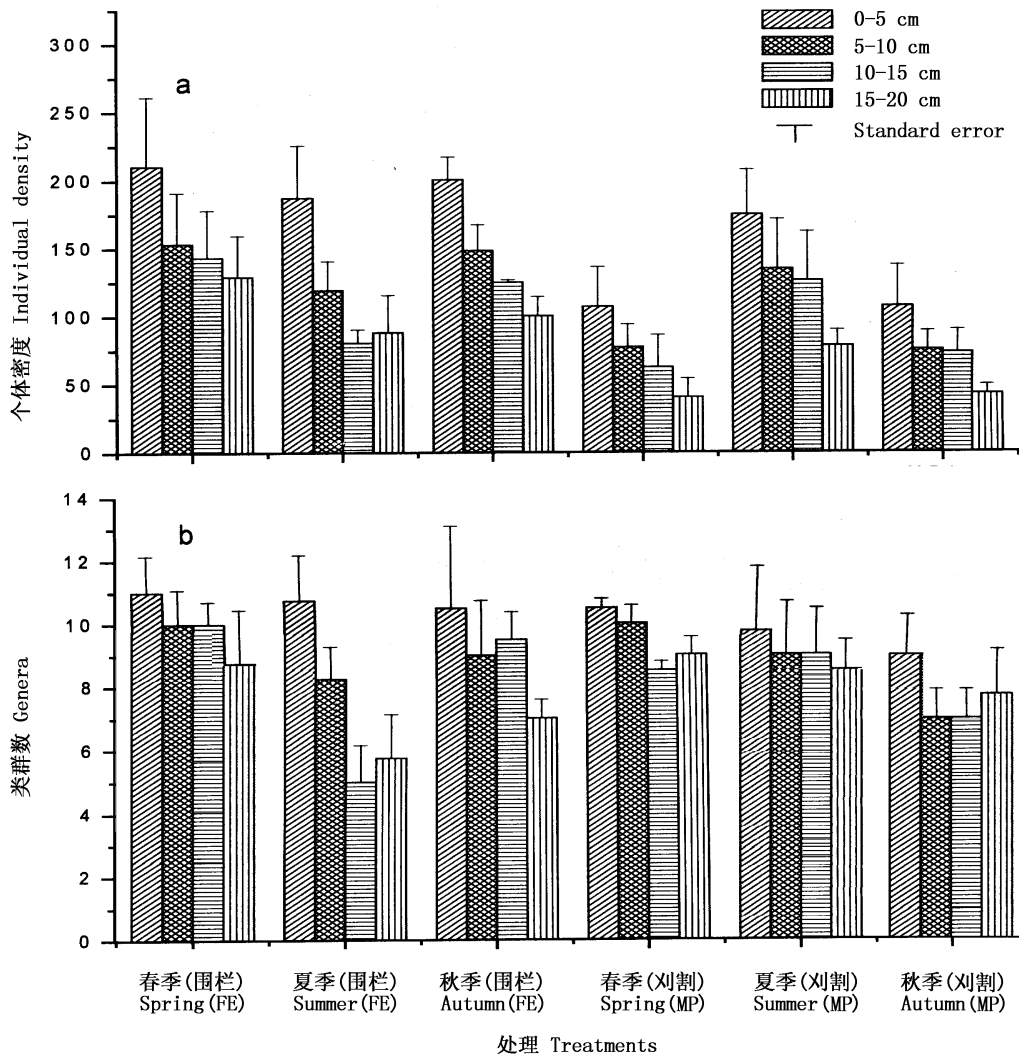 300
250
200
150
100
50
0
个体密度 Individual density
a
0-5 cm
5-10 cm
10-15 cm
15-20 cm
Standard error
14
12
10
8
6
4
2
0
类群数 Genera
b
春季(围栏) 夏季(围栏) 秋季(围栏) 春季(刈割) 夏季(刈割) 秋季(刈割)
Spring(FE) Summer(FE) Autumn(FE) Spring(MP) Summer(MP) Autumn(MP)
处理 Treatments